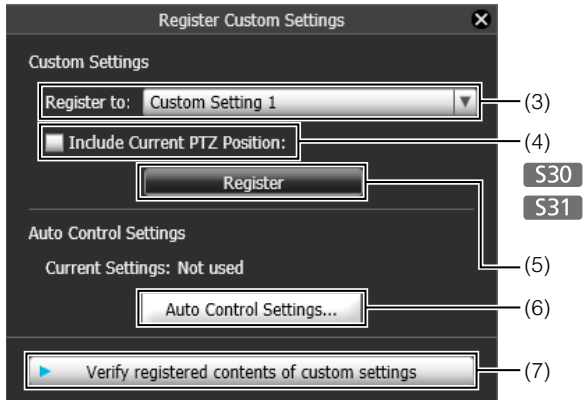 Register Custom Settings
Custom Settings
Register to: Custom Setting 1 (3)
Include Current PTZ Position: (4)
S30
Register
S31
Auto Control Settings
Current Settings: Not used (5)
Auto Control Settings... (6)
Verify registered contents of custom settings (7)